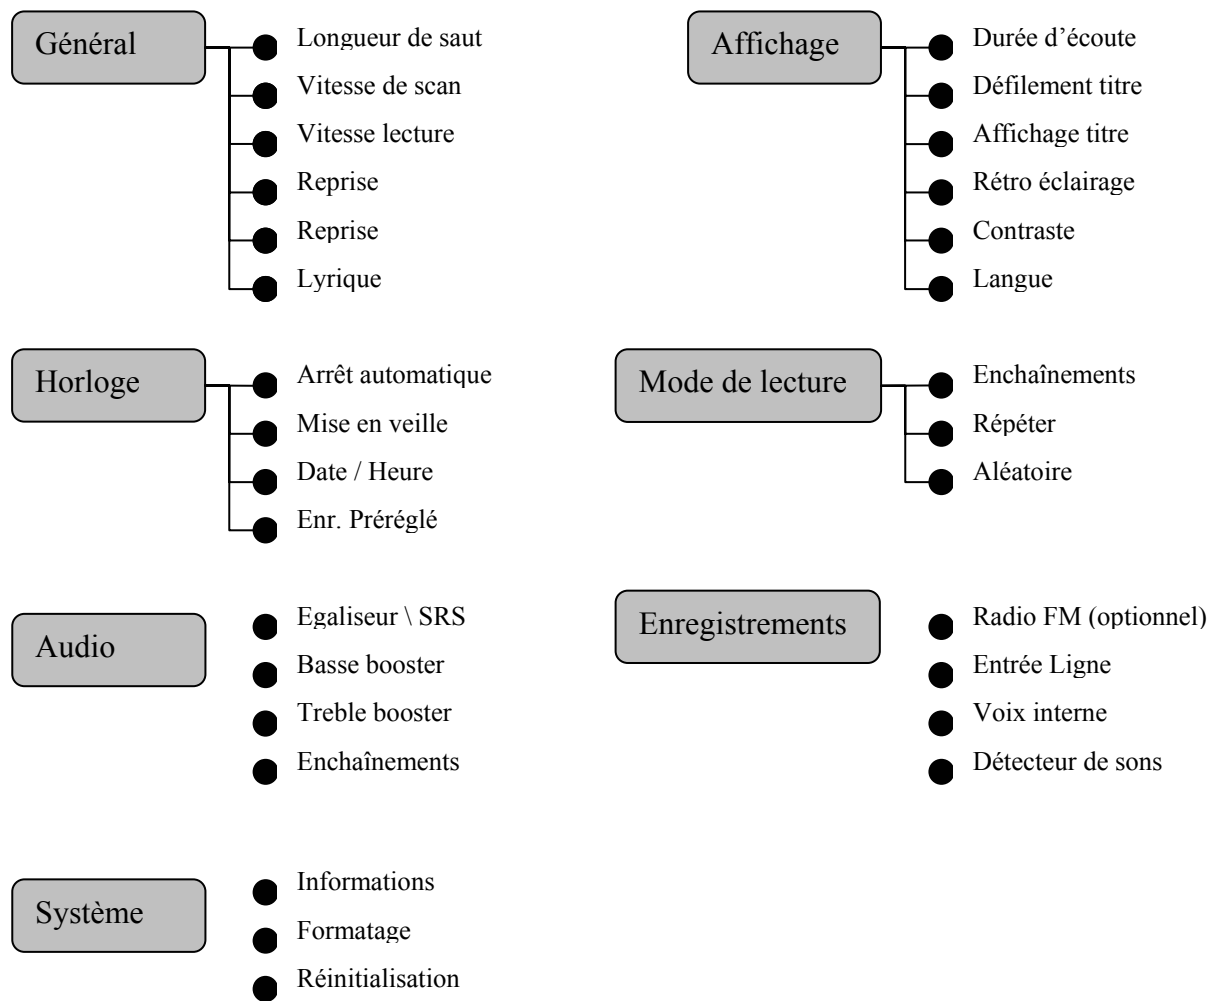 Général
Longueur de saut
Vitesse de scan
Vitesse lecture
Reprise
Reprise
Lyrique
Affichage
Durée d’écoute
Défilement titre
Affichage titre
Rétro éclairage
Contraste
Langue
Horloge
Arrêt automatique
Mise en veille
Date / Heure
Enr. Préréglé
Mode de lecture
Enchaînements
Répéter
Aléatoire
Audio
Egaliseur \ SRS
Basse booster
Treble booster
Enchaînements
Enregistrements
Radio FM (optionnel)
Entrée Ligne
Voix interne
Détecteur de sons
Système
Informations
Formatage
Réinitialisation